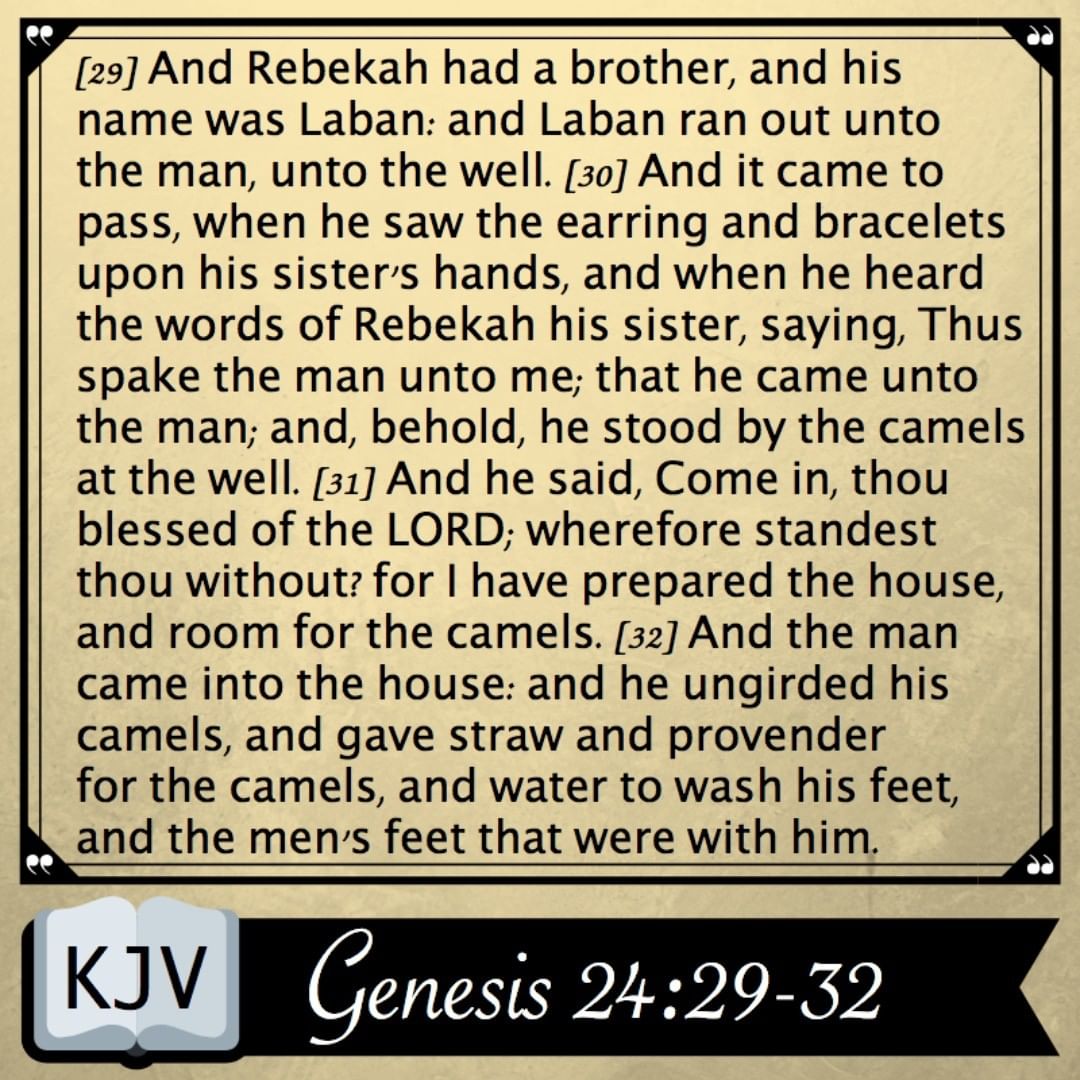 [29] And Rebekah had a brother, and his
name was Laban: and Laban ran out unto
the man, unto the well. [30] And it came to
pass, when he saw the earring and bracelets
upon his sister's hands, and when he heard
the words of Rebekah his sister, saying, Thus
spake the man unto me; that he came unto
the man; and, behold, he stood by the camels
at the well. [31] And he said, Come in, thou
blessed of the LORD; wherefore standest
thou without? for I have prepared the house,
and room for the camels. [32] And the man
came into the house: and he ungirded his
camels, and gave straw and provender
for the camels, and water to wash his feet,
and the men's feet that were with him.
KJV
Genesis 24:29-32